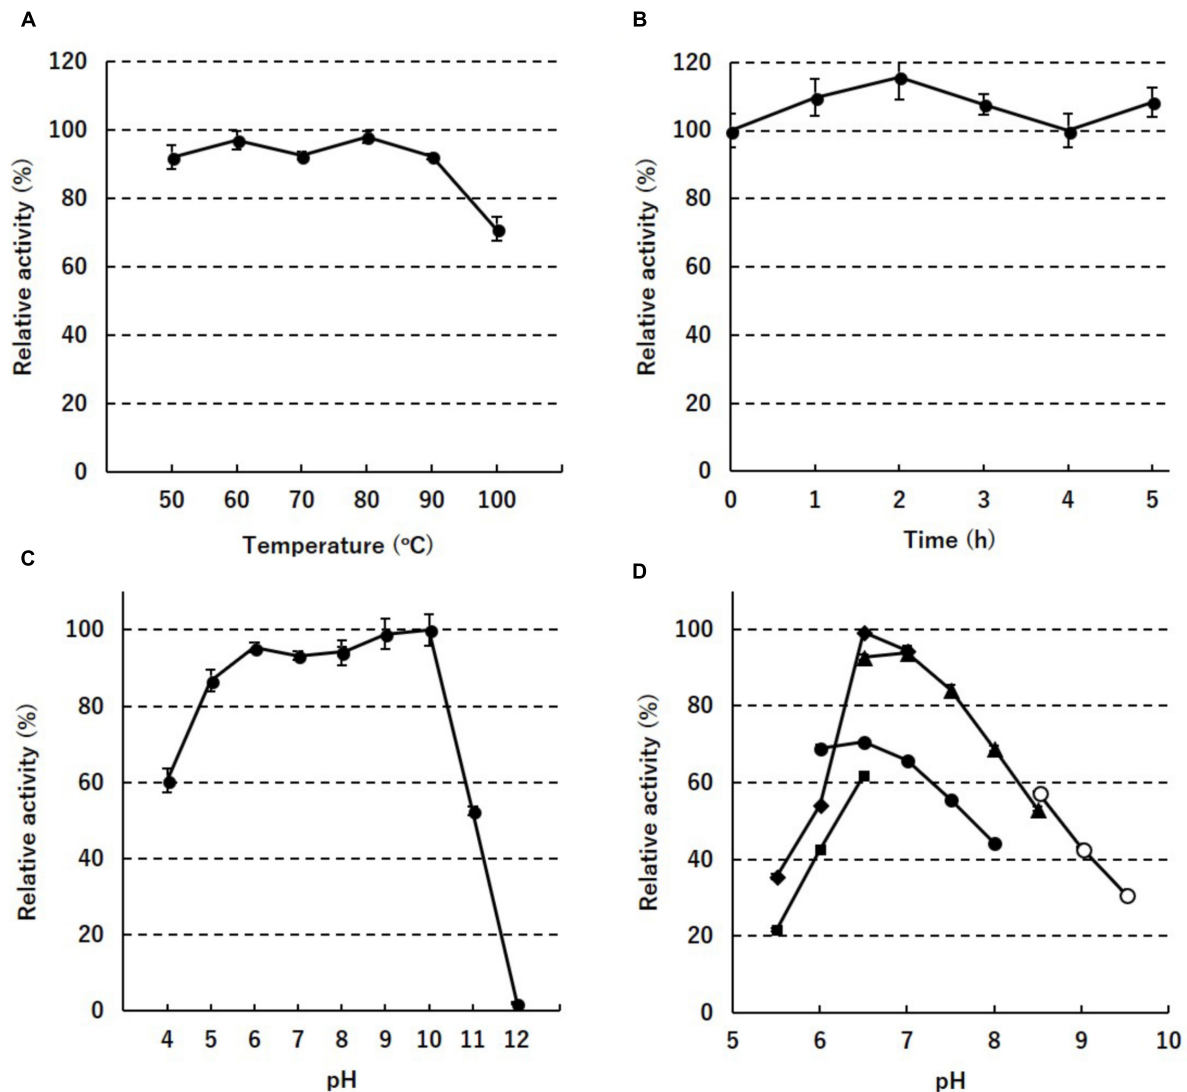 A
Relative activity (%)
120
100
80
60
40
20
0
50 60 70 80 90 100
Temperature (°C)
B
Relative activity (%)
120
100
80
60
40
20
0
0 1 2 3 4 5
Time (h)
C
Relative activity (%)
100
80
60
40
20
0
4 5 6 7 8 9 10 11 12
pH
D
Relative activity (%)
100
80
60
40
20
0
5 6 7 8 9 10
pH